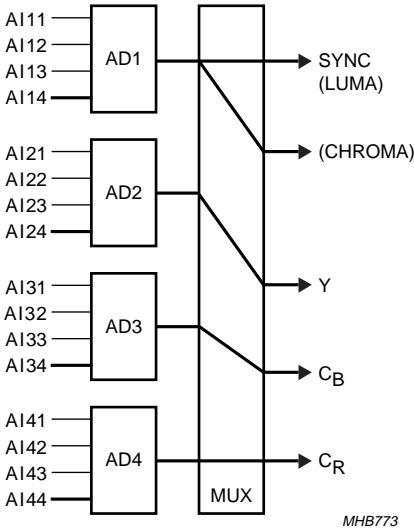 AI11
AI12
AI13
AI14
AD1
SYNC
(LUMA)
(CHROMA)
AI21
AI22
AI23
AI24
AD2
Y
AI31
AI32
AI33
AI34
AD3
CB
AI41
AI42
AI43
AI44
AD4
CR
MUX
MHB773